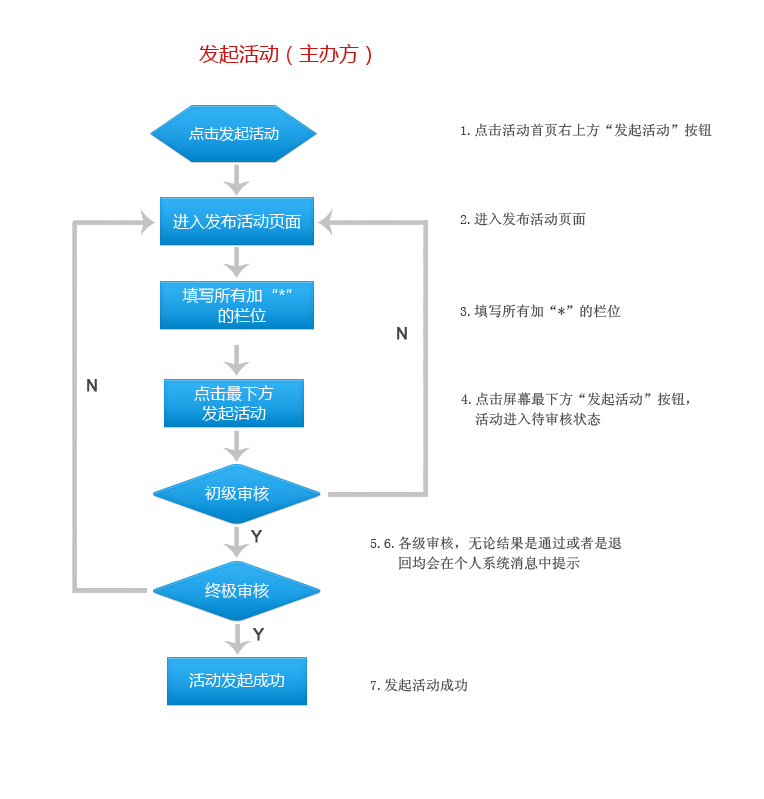 发起活动（主办方）
点击发起活动
1. 点击活动首页右上方“发起活动”按钮
进入发布活动页面
2. 进入发布活动页面
填写所有加“*”
的栏位
3. 填写所有加“*”的栏位
N
N
点击最下方
发起活动
4. 点击屏幕最下方“发起活动”按钮，
活动进入待审核状态
初级审核
Y
5.6. 各级审核，无论结果是通过或者是退
回均会在个人系统消息中提示
终极审核
Y
活动发起成功
7. 发起活动成功